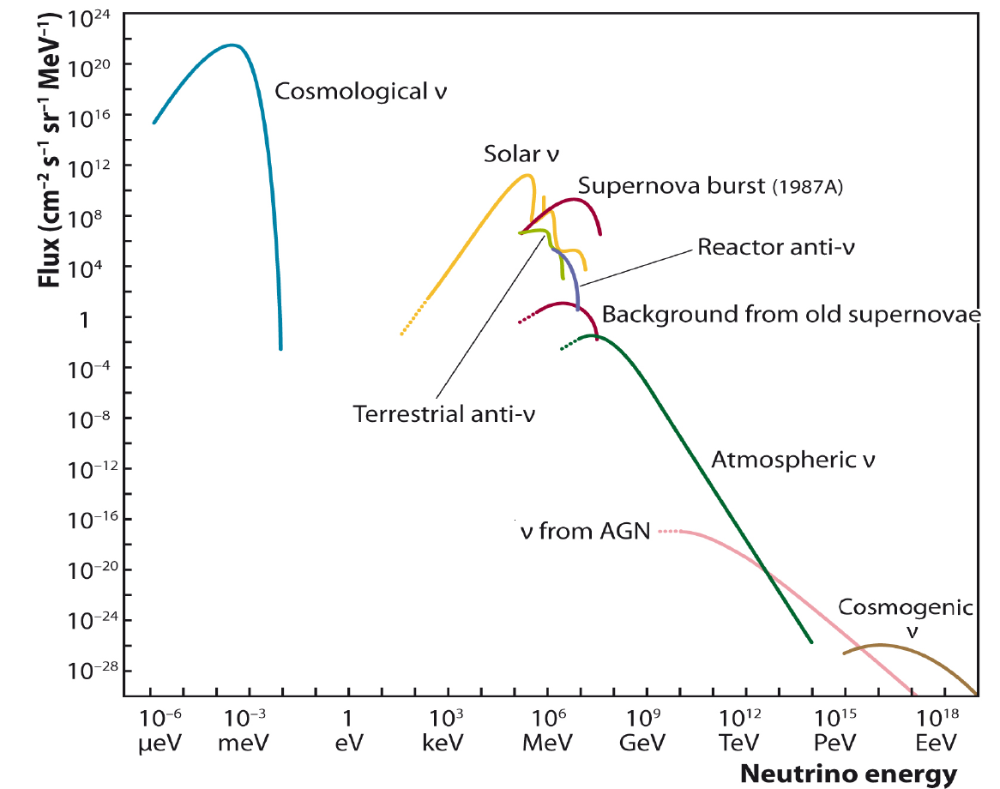 Flux (cm⁻² s⁻¹ sr⁻¹ MeV⁻¹)
10²⁴
10²⁰
10¹⁶
10¹²
10⁸
10⁴
1
10⁻⁴
10⁻⁸
10⁻¹²
10⁻¹⁶
10⁻²⁰
10⁻²⁴
10⁻²⁸
Cosmological ν
Solar ν
Supernova burst (1987A)
Reactor anti-ν
Background from old supernovae
Terrestrial anti-ν
Atmospheric ν
ν from AGN
Cosmogenic
ν
10⁻⁶ 10⁻³ 1 10³ 10⁶ 10⁹ 10¹² 10¹⁵ 10¹⁸
μeV meV eV keV MeV GeV TeV PeV EeV
Neutrino energy